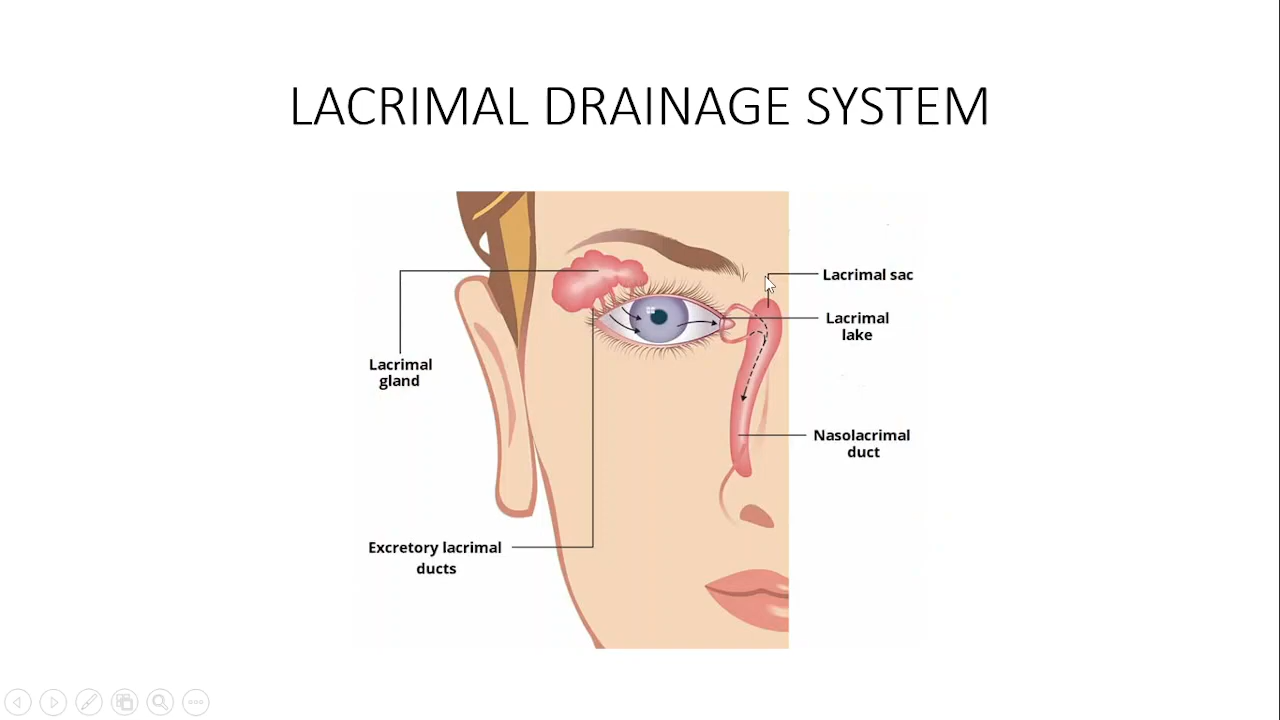 LACRIMAL DRAINAGE SYSTEM
Lacrimal sac
Lacrimal
lake
Lacrimal
gland
Nasolacrimal
duct
Excretory lacrimal
ducts